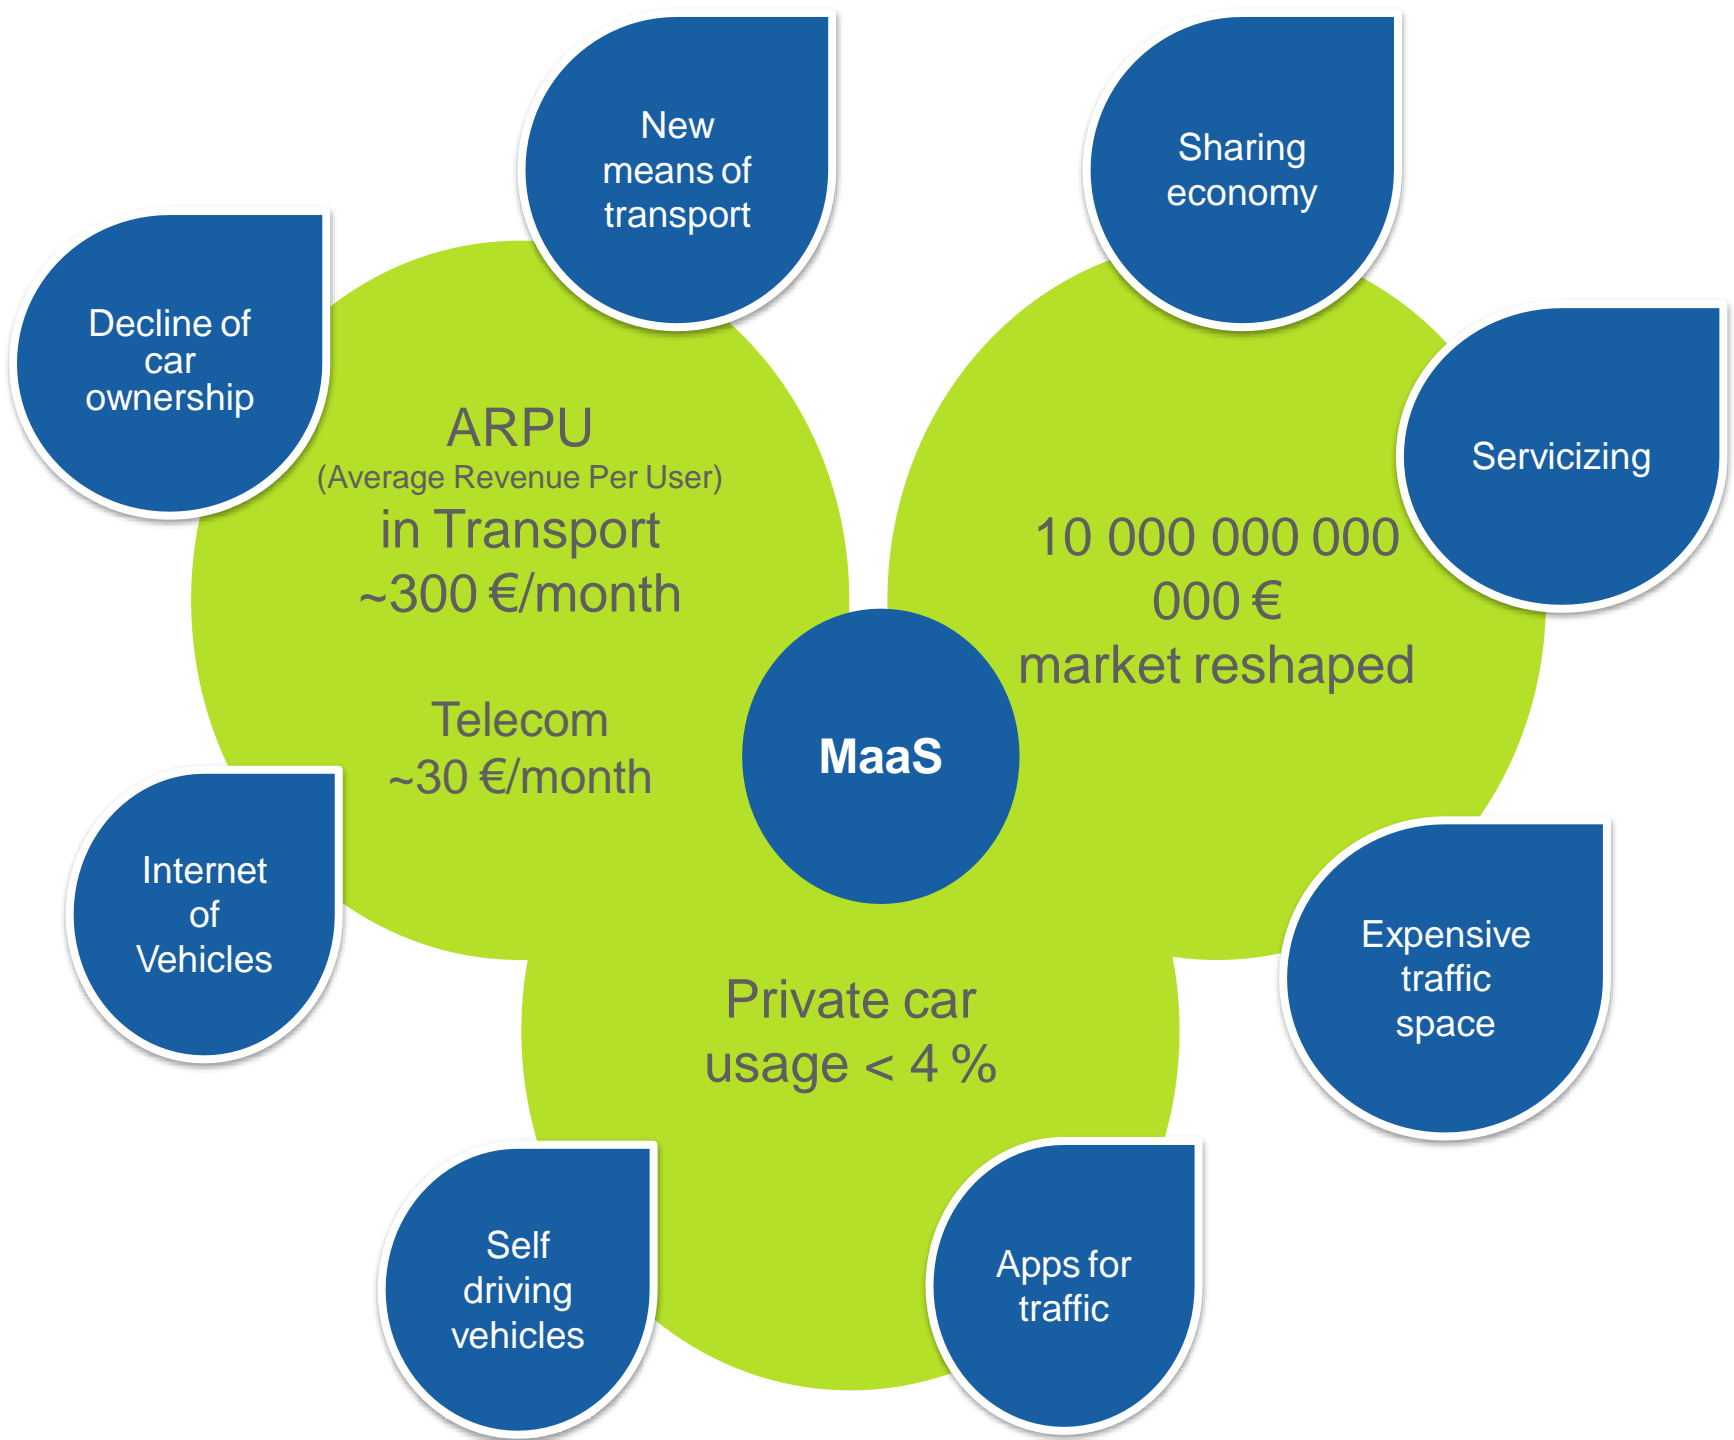 New
means of
transport
Sharing
economy
Decline of
car
ownership
Servicizing
ARPU
(Average Revenue Per User)
in Transport
~300 €/month
Telecom
~30 €/month
10 000 000 000
000 €
market reshaped
MaaS
Internet
of
Vehicles
Expensive
traffic
space
Private car
usage < 4 %
Self
driving
vehicles
Apps for
traffic